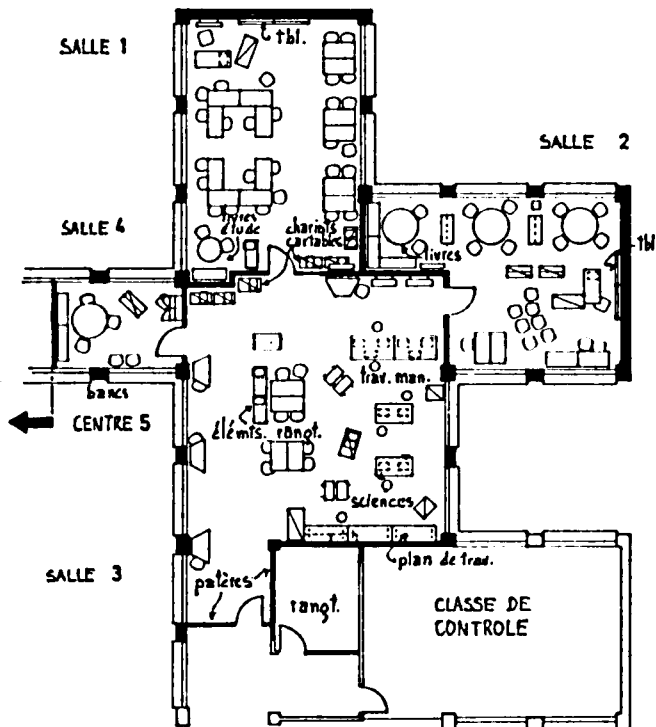 SALLE 1
tbl.
SALLE 2
SALLE 4
livres
étude
chariots
cartables
livres
tbl
bancs
CENTRE 5
trav. man.
élémts. rangt.
sciences
plan de trav.
SALLE 3
patères
rangt.
CLASSE DE
CONTROLE